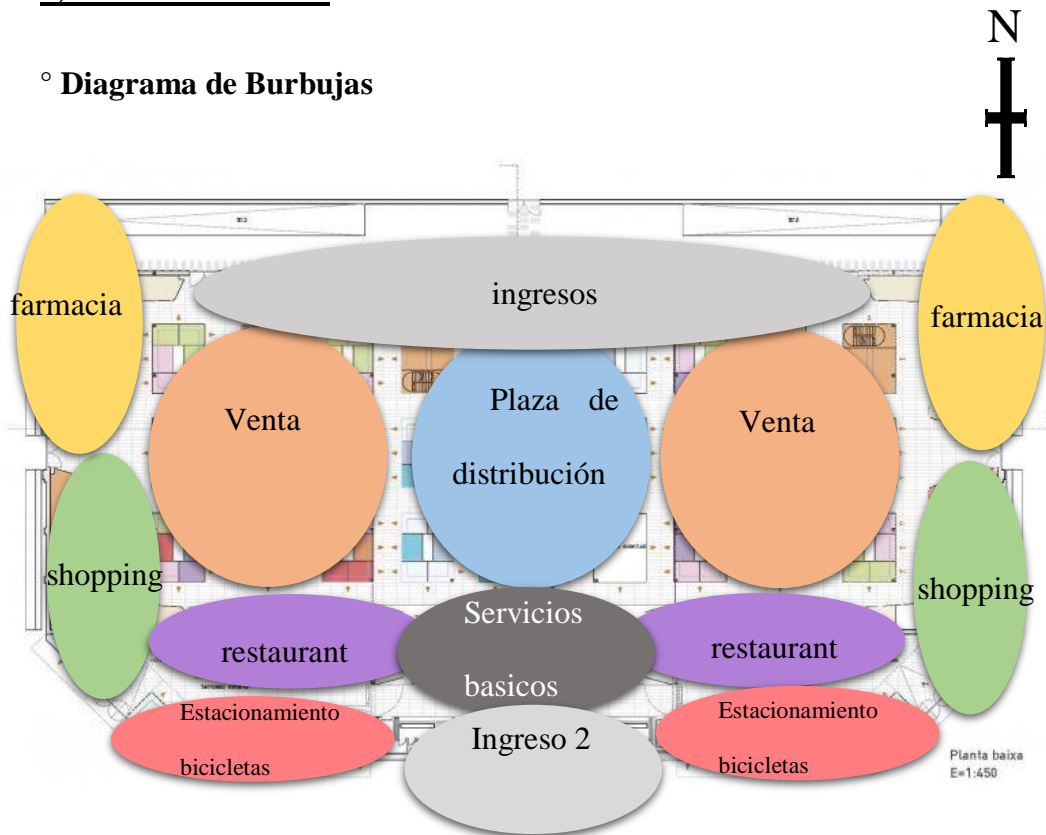 N
° Diagrama de Burbujas
farmacia
ingresos
farmacia
Venta
Plaza de
distribución
Venta
shopping
shopping
restaurant
Servicios
basicos
restaurant
Estacionamiento
bicicletas
Ingreso 2
Estacionamiento
bicicletas
Planta baixa
E=1:450